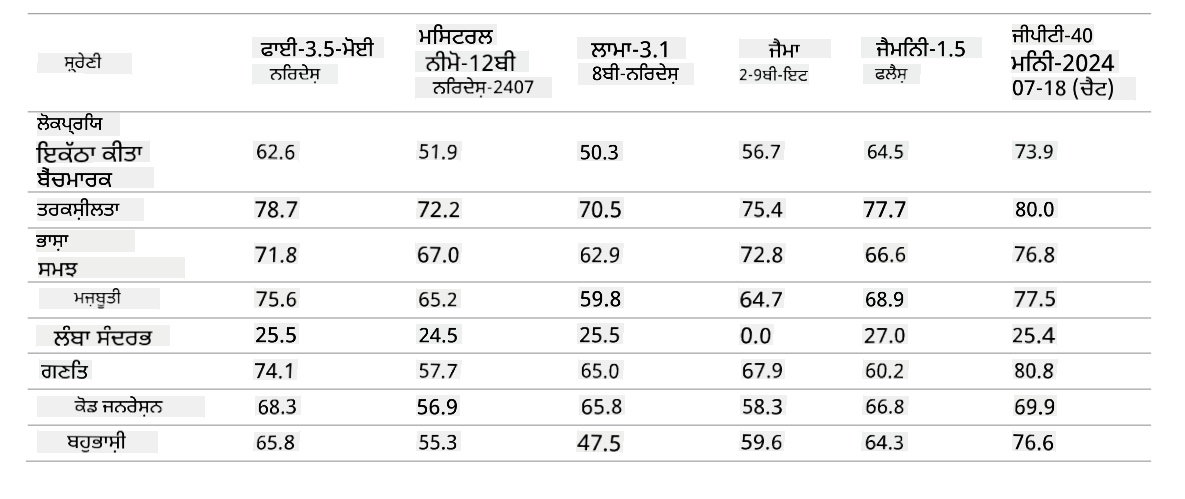 ਸ਼੍ਰੇਣੀ
ਫਾਈ-3.5-ਮੋਈ
ਨਿਰਦੇਸ਼
ਮਿਸਟਰਲ
ਨੀਮੋ-12ਬੀ
ਨਿਰਦੇਸ਼-2407
ਲਾਮਾ-3.1
8ਬੀ-ਨਿਰਦੇਸ਼
ਜੈਮਾ
2-9ਬੀ-ਇਟ
ਜੈਮਿਨੀ-1.5
ਫਲੈਸ਼
ਜੀਪੀਟੀ-40
ਮਿਨੀ-2024
07-18 (ਚੈਟ)
ਲੋਕਪ੍ਰਿਯ
ਇਕੱਠਾ ਕੀਤਾ 62.6 51.9 50.3 56.7 64.5 73.9
ਬੈਂਚਮਾਰਕ
ਤਰਕਸ਼ੀਲਤਾ 78.7 72.2 70.5 75.4 77.7 80.0
ਭਾਸ਼ਾ
ਸਮਝ 71.8 67.0 62.9 72.8 66.6 76.8
ਮਜ਼ਬੂਤੀ 75.6 65.2 59.8 64.7 68.9 77.5
ਲੰਬਾ ਸੰਦਰਭ 25.5 24.5 25.5 0.0 27.0 25.4
ਗਣਿਤ 74.1 57.7 65.0 67.9 60.2 80.8
ਕੋਡ ਜਨਰੇਸ਼ਨ 68.3 56.9 65.8 58.3 66.8 69.9
ਬਹੁਭਾਸ਼ੀ 65.8 55.3 47.5 59.6 64.3 76.6